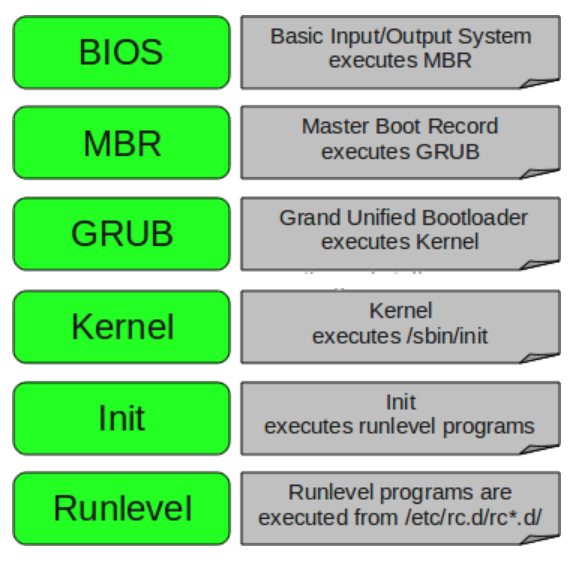 BIOS
Basic Input/Output System
executes MBR
MBR
Master Boot Record
executes GRUB
GRUB
Grand Unified Bootloader
executes Kernel
Kernel
Kernel
executes /sbin/init
Init
Init
executes runlevel programs
Runlevel
Runlevel programs are
executed from /etc/rc.d/rc*.d/